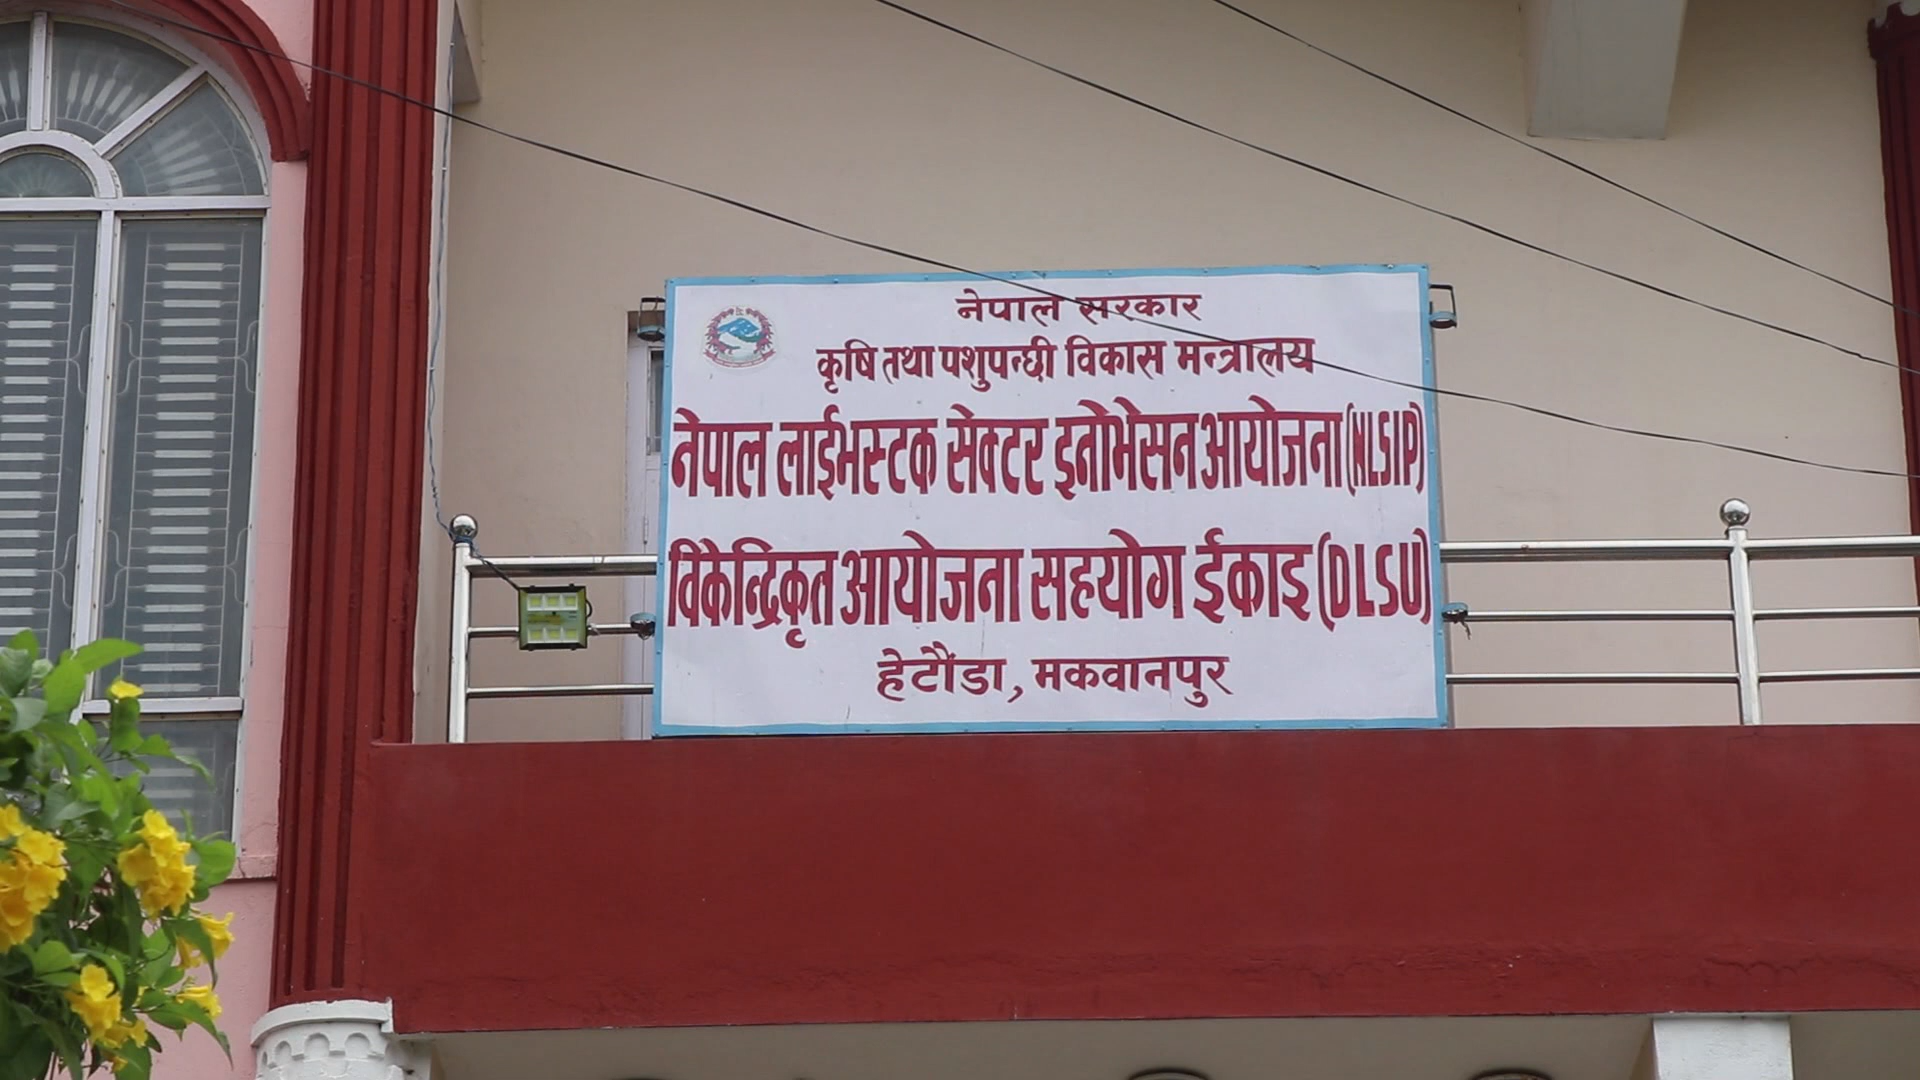 नेपाल सरकार
कृषि तथा पशुपन्छी विकास मन्त्रालय
नेपाल लाईभस्टक सेक्टर इनोभेसन आयोजना (NLSIP)
विकेन्द्रिकृत आयोजना सहयोग ईकाइ (DLSU)
हेटौंडा, मकवानपुर